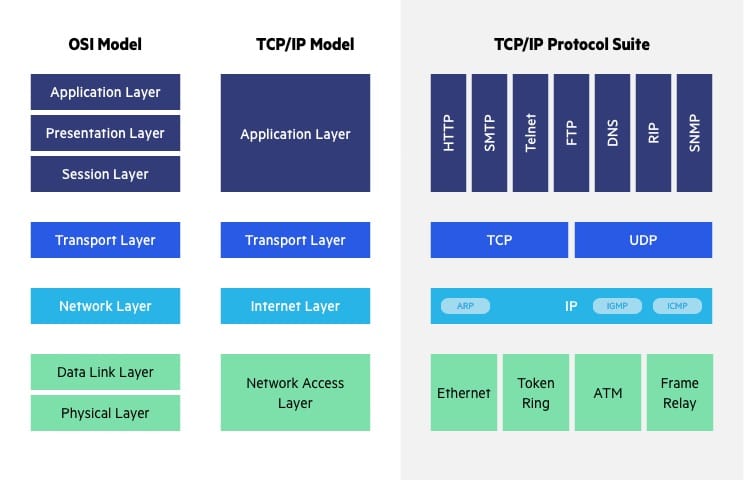 OSI Model
TCP/IP Model
TCP/IP Protocol Suite
Application Layer
Presentation Layer
Session Layer
Application Layer
HTTP
SMTP
Telnet
FTP
DNS
RIP
SNMP
Transport Layer
Transport Layer
TCP
UDP
Network Layer
Internet Layer
ARP
IP
IGMP
ICMP
Data Link Layer
Physical Layer
Network Access
Layer
Ethernet
Token
Ring
ATM
Frame
Relay